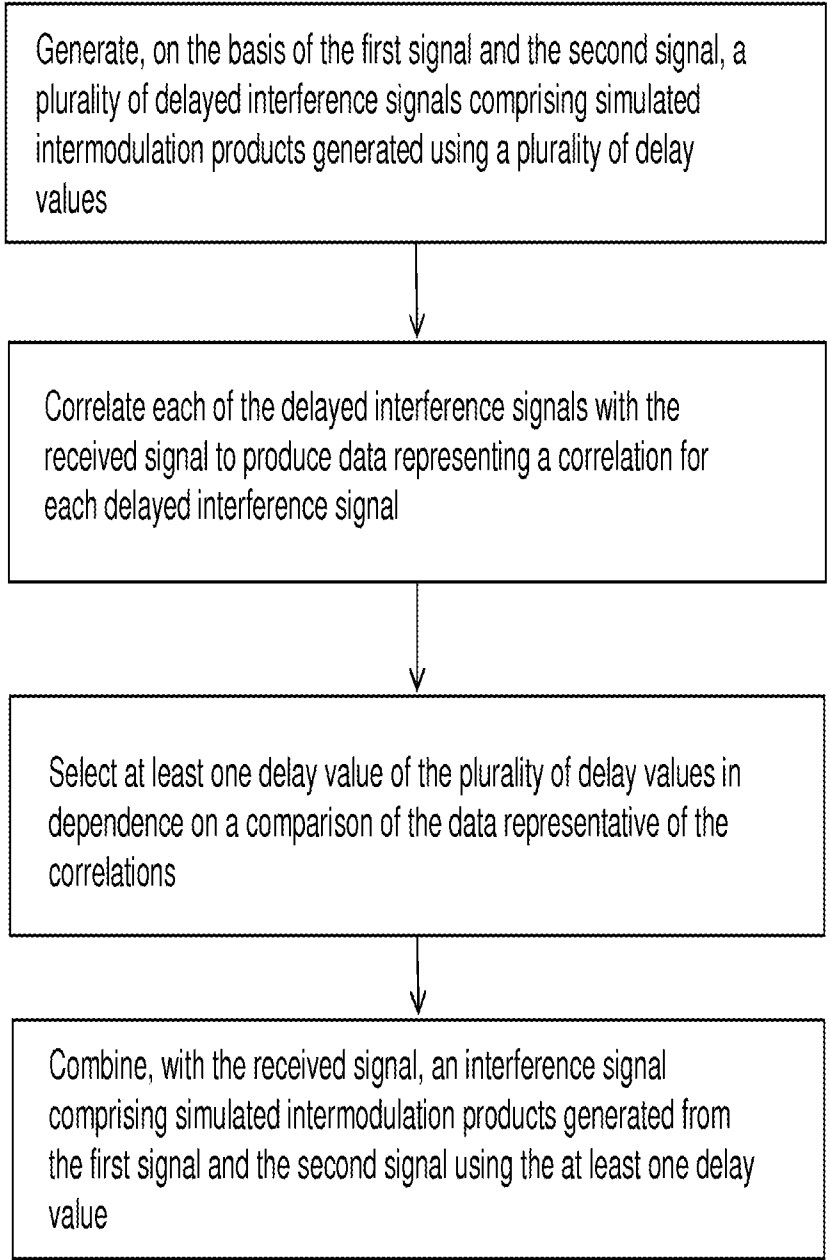 Generate, on the basis of the first signal and the second signal, a
plurality of delayed interference signals comprising simulated
intermodulation products generated using a plurality of delay
values
Correlate each of the delayed interference signals with the
received signal to produce data representing a correlation for
each delayed interference signal
Select at least one delay value of the plurality of delay values in
dependence on a comparison of the data representative of the
correlations
Combine, with the received signal, an interference signal
comprising simulated intermodulation products generated from
the first signal and the second signal using the at least one delay
value